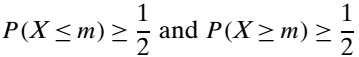 P(X ≤ m) ≥ 1/2 and P(X ≥ m) ≥ 1/2